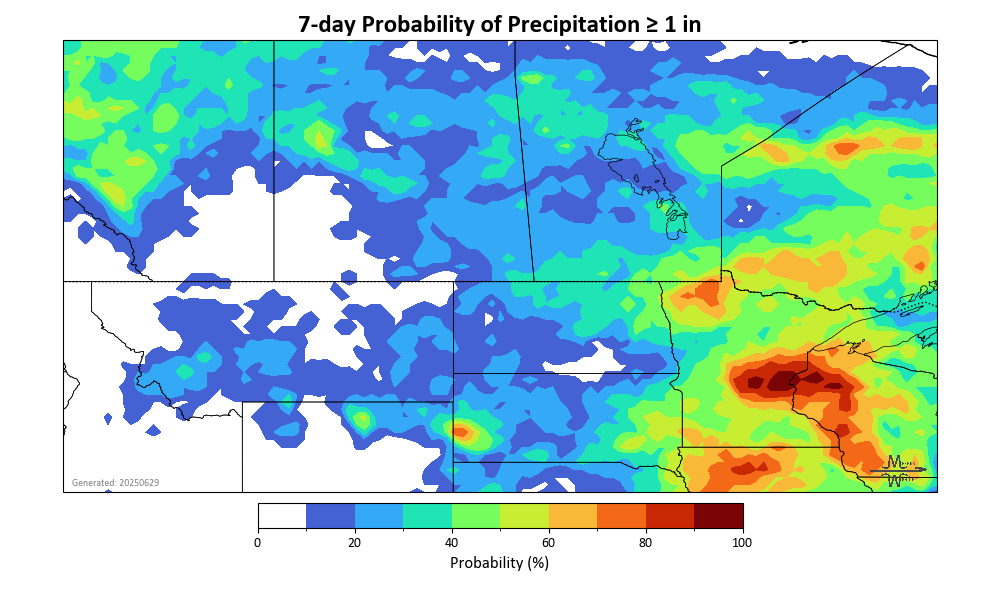 7-day Probability of Precipitation ≥ 1 in
Generated: 20250629
0 20 40 60 80 100
Probability (%)